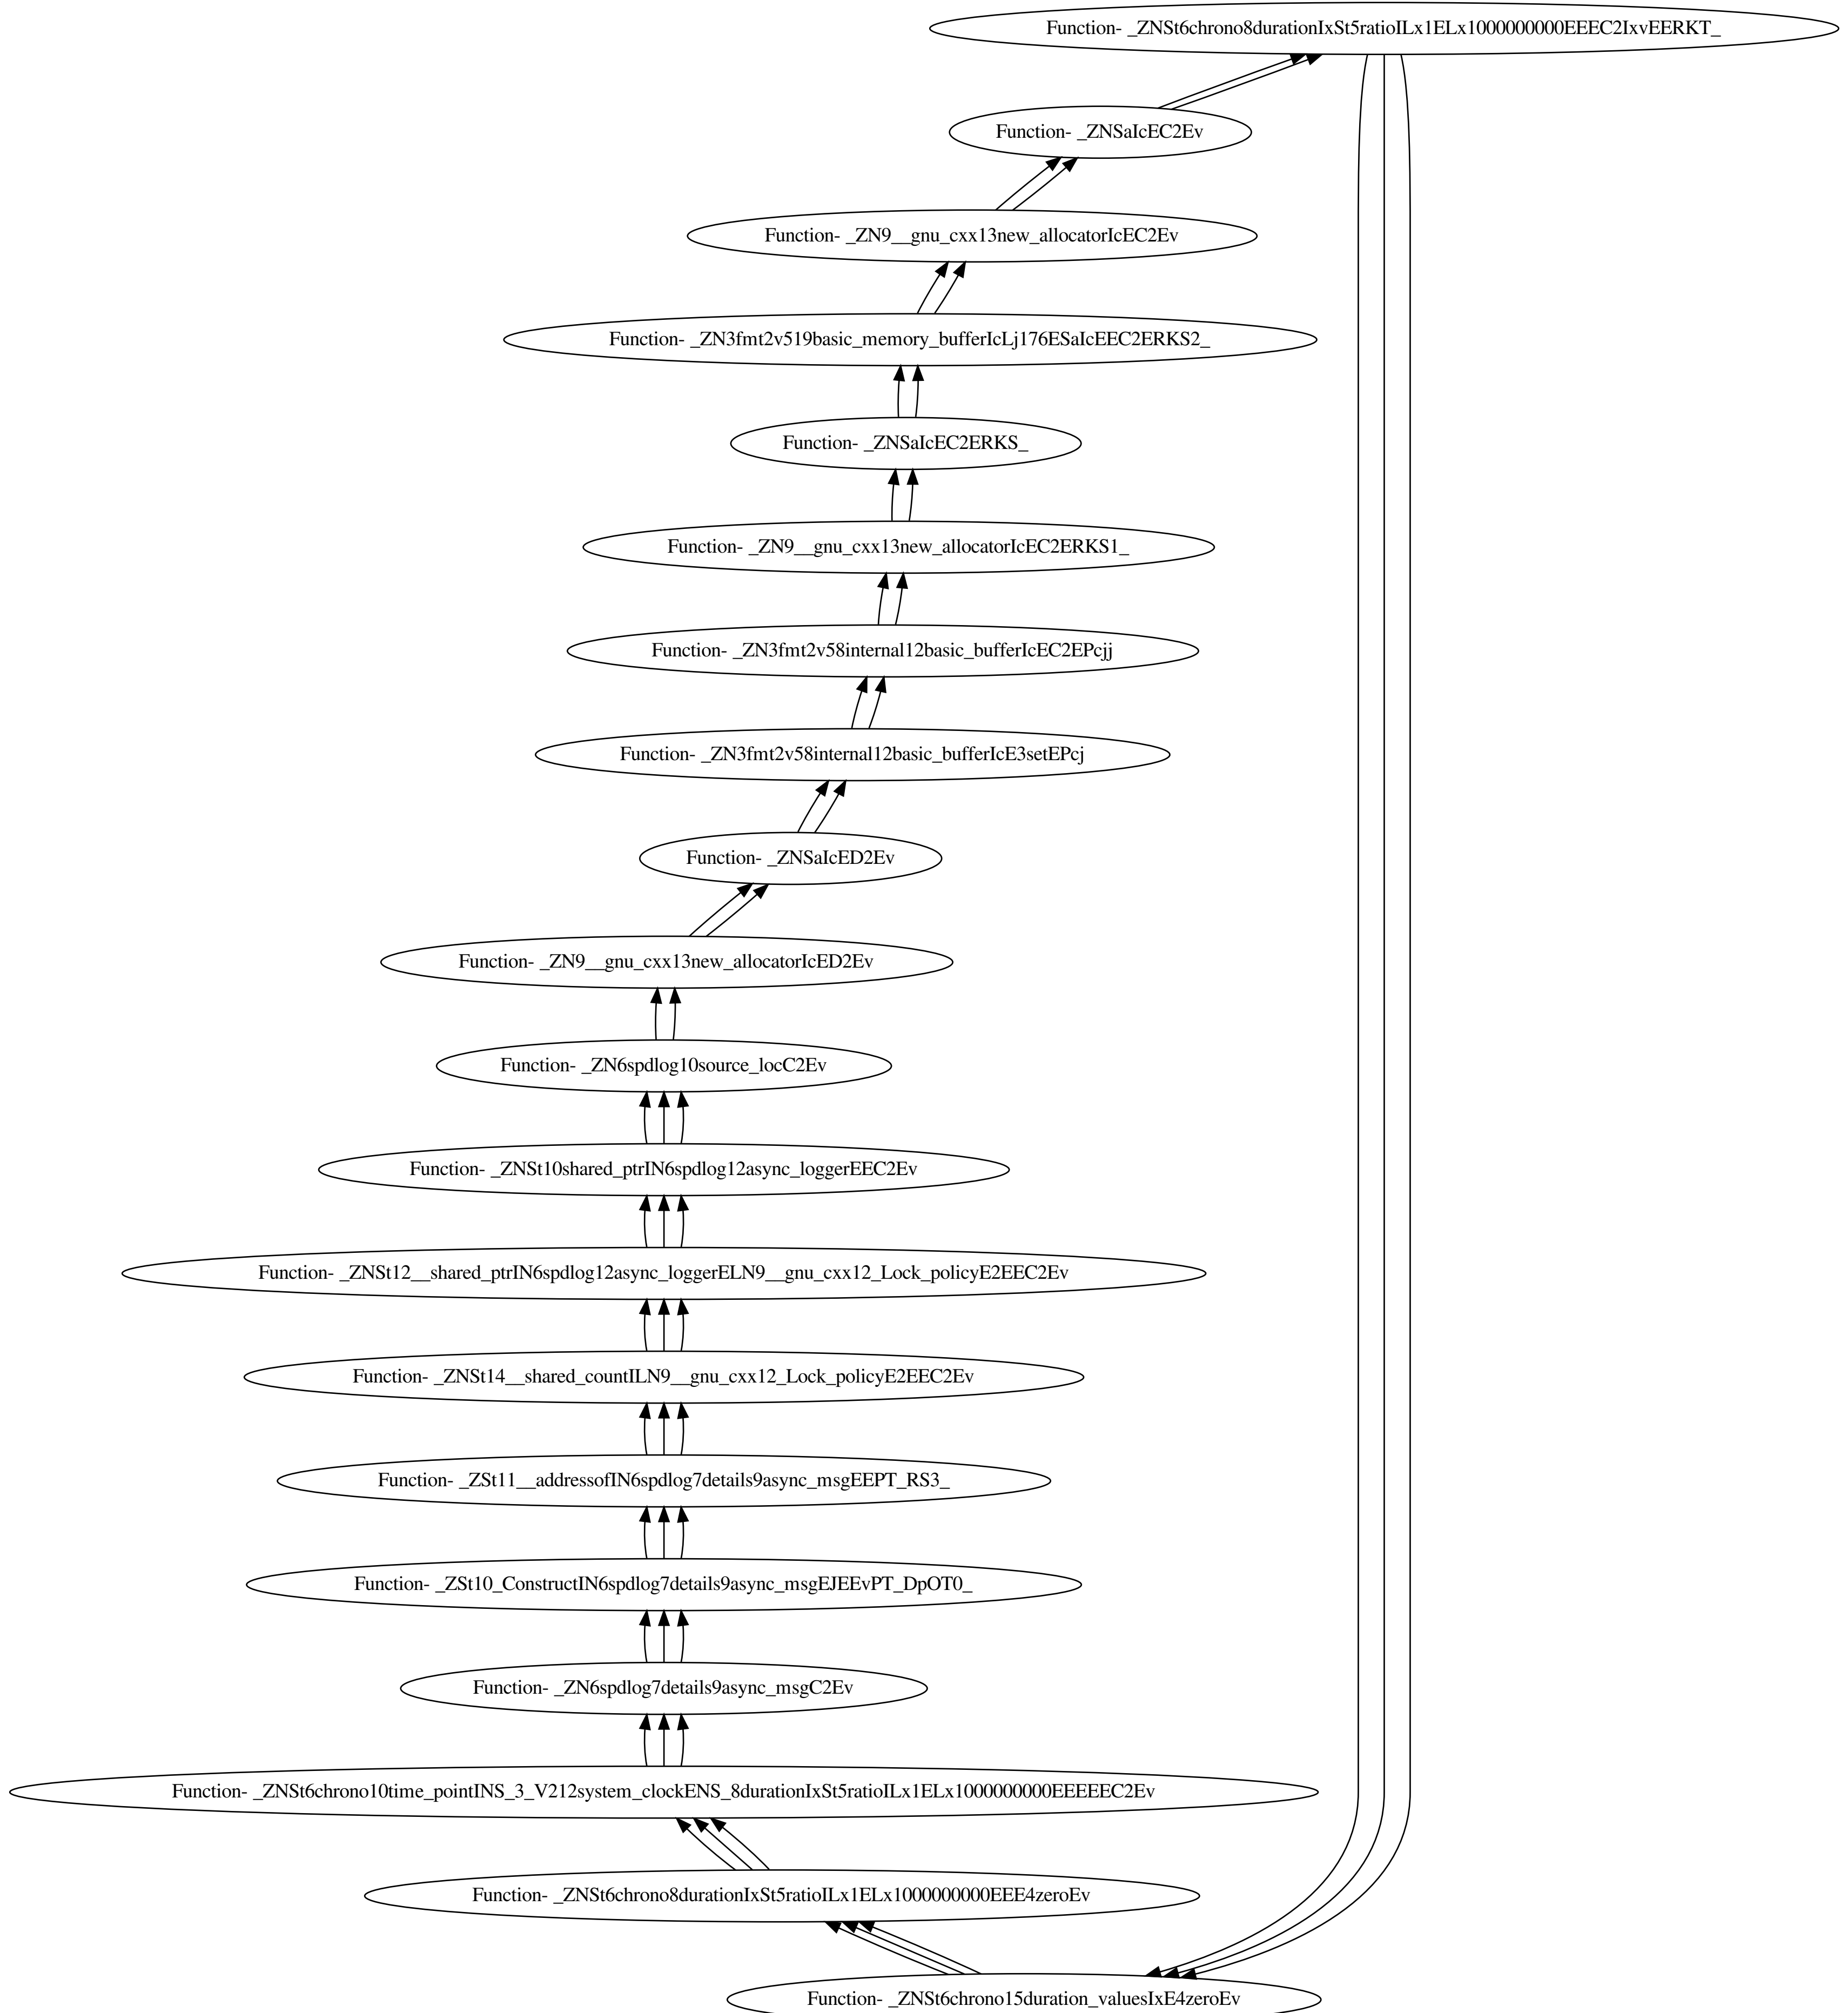 Function- _ZNSt6chrono8durationIxSt5ratioILx1ELx1000000000EEEC2IxvEERKT_
Function- _ZNSaIcEC2Ev
Function- _ZN9__gnu_cxx13new_allocatorIcEC2Ev
Function- _ZN3fmt2v519basic_memory_bufferIcLj176ESaIcEEC2ERKS2_
Function- _ZNSaIcEC2ERKS_
Function- _ZN9__gnu_cxx13new_allocatorIcEC2ERKS1_
Function- _ZN3fmt2v58internal12basic_bufferIcEC2EPcjj
Function- _ZN3fmt2v58internal12basic_bufferIcE3setEPcj
Function- _ZNSaIcED2Ev
Function- _ZN9__gnu_cxx13new_allocatorIcED2Ev
Function- _ZN6spdlog10source_locC2Ev
Function- _ZNSt10shared_ptrIN6spdlog12async_loggerEEC2Ev
Function- _ZNSt12__shared_ptrIN6spdlog12async_loggerELN9__gnu_cxx12_Lock_policyE2EEC2Ev
Function- _ZNSt14__shared_countILN9__gnu_cxx12_Lock_policyE2EEC2Ev
Function- _ZSt11__addressofIN6spdlog7details9async_msgEEPT_RS3_
Function- _ZSt10_ConstructIN6spdlog7details9async_msgEJEEvPT_DpOT0_
Function- _ZN6spdlog7details9async_msgC2Ev
Function- _ZNSt6chrono10time_pointINS_3_V212system_clockENS_8durationIxSt5ratioILx1ELx1000000000EEEEEC2Ev
Function- _ZNSt6chrono8durationIxSt5ratioILx1ELx1000000000EEE4zeroEv
Function- _ZNSt6chrono15duration_valuesIxE4zeroEv